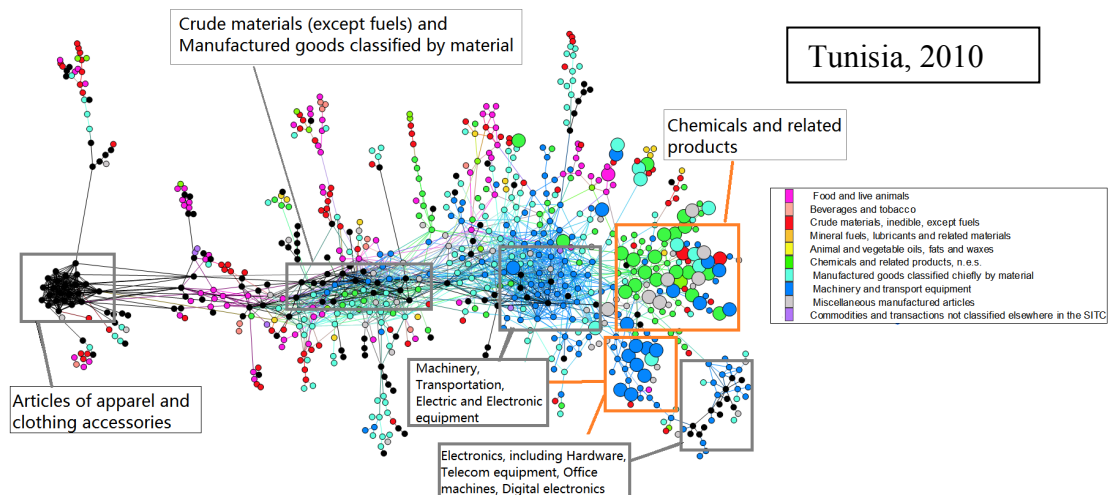 Crude materials (except fuels) and
Manufactured goods classified by material
Tunisia, 2010
Chemicals and related
products
Food and live animals
Beverages and tobacco
Crude materials, inedible, except fuels
Mineral fuels, lubricants and related materials
Animal and vegetable oils, fats and waxes
Chemicals and related products, n.e.s.
Manufactured goods classified chiefly by material
Machinery and transport equipment
Miscellaneous manufactured articles
Commodities and transactions not classified elsewhere in the SITC
Articles of apparel and
clothing accessories
Machinery,
Transportation,
Electric and Electronic
equipment
Electronics, including Hardware,
Telecom equipment, Office
machines, Digital electronics